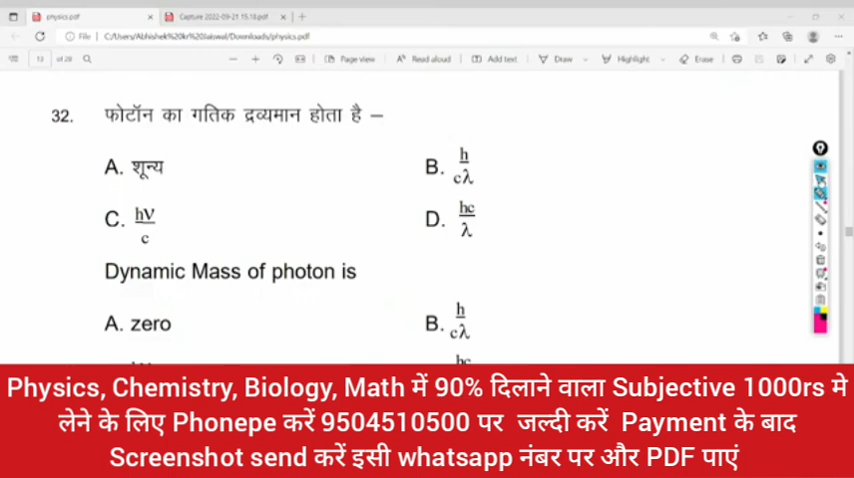 physics.pdf
Capture 2022-09-21 15.18.pdf
File C:/Users/Abhishek%20kr%20Jaiswal/Downloads/physics.pdf
13 of 28 Page view Read aloud Add text Draw Highlight Erase
32. फोटॉन का गतिक द्रव्यमान होता है –
A. शून्य B. h/cλ
C. hν/c D. hc/λ
Dynamic Mass of photon is
A. zero B. h/cλ
hc
Physics, Chemistry, Biology, Math में 90% दिलाने वाला Subjective 1000rs मे
लेने के लिए Phonepe करें 9504510500 पर जल्दी करें Payment के बाद
Screenshot send करें इसी whatsapp नंबर पर और PDF पाएं